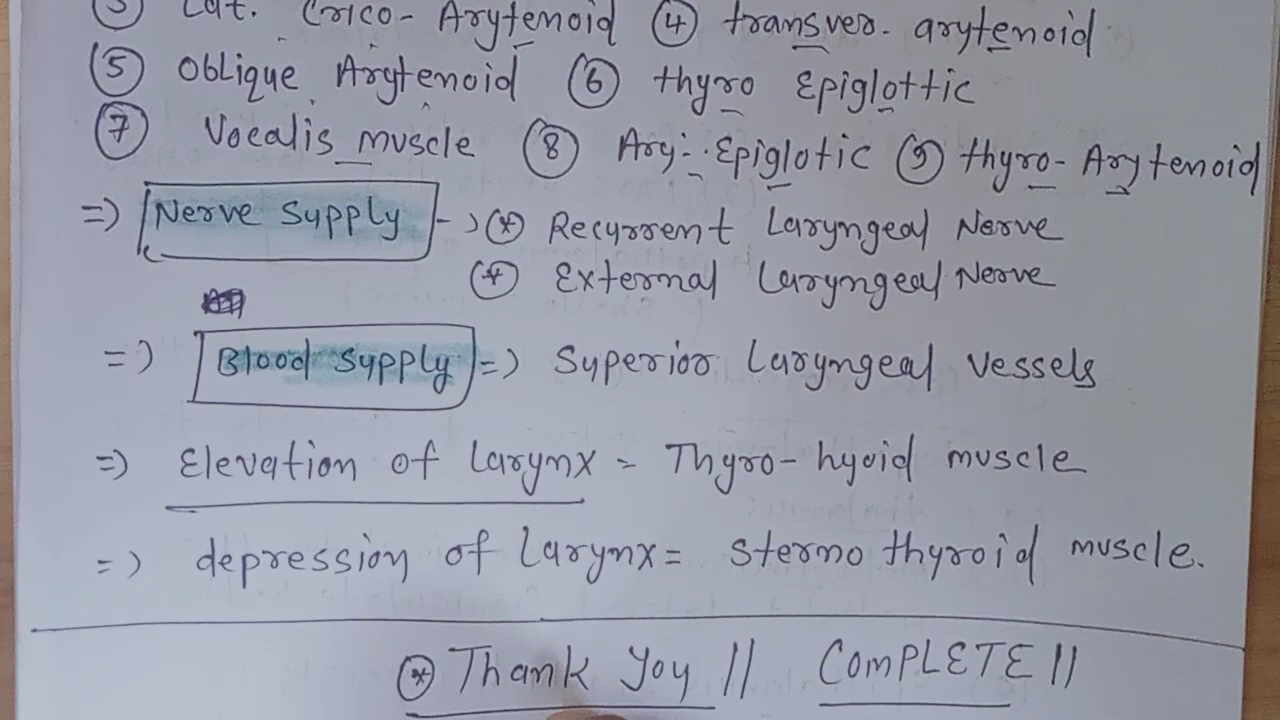 ③ Lat. Crico-Arytenoid ④ transver. arytenoid
⑤ Oblique Arytenoid ⑥ thyro Epiglottic
⑦ Vocalis muscle ⑧ Ary-Epiglotic ⑨ thyro-Arytenoid
=> Nerve Supply -> * Recurrent Laryngeal Nerve
* External Laryngeal Nerve
=> Blood Supply => Superior Laryngeal Vessels
=> Elevation of Larynx = Thyro-hyoid muscle
=> depression of Larynx = Sterno thyroid muscle.
* Thank You || COMPLETE ||